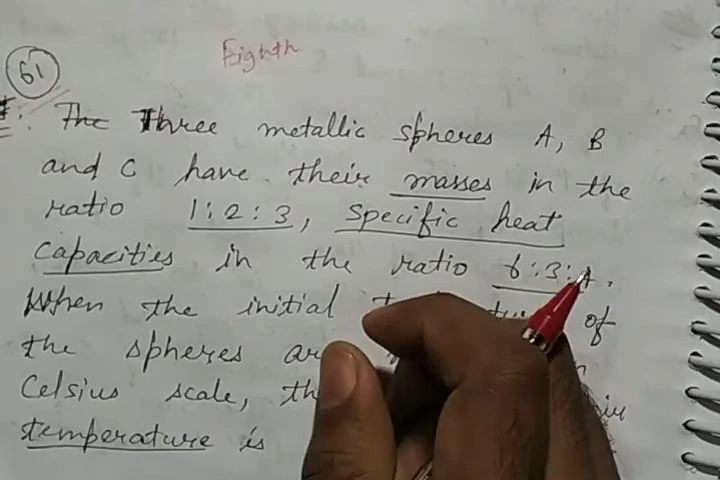 Eighth
61
The Three metallic spheres A, B
and C have their masses in the
ratio 1:2:3, specific heat
capacities in the ratio 6:3:
When the initial of
the spheres
Celsius scale,
temperature is